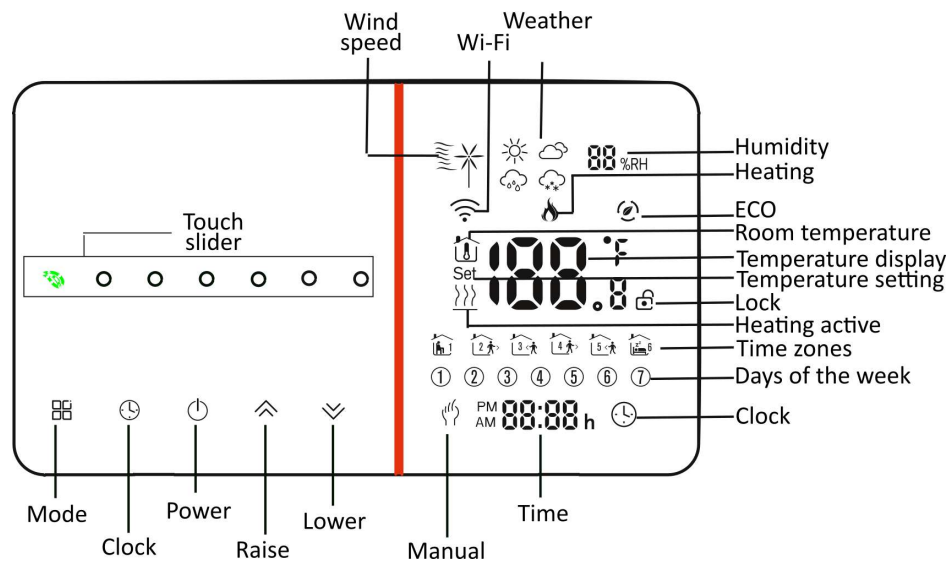 Wind
speed
Wi-Fi
Weather
88 %RH
Humidity
Heating
ECO
Room temperature
188.8 °F
Temperature display
Set
Temperature setting
Lock
Heating active
1 2 3 4 5 6
Time zones
① ② ③ ④ ⑤ ⑥ ⑦
Days of the week
PM
AM
88:88 h
Clock
Touch
slider
Mode
Clock
Power
Raise
Lower
Manual
Time